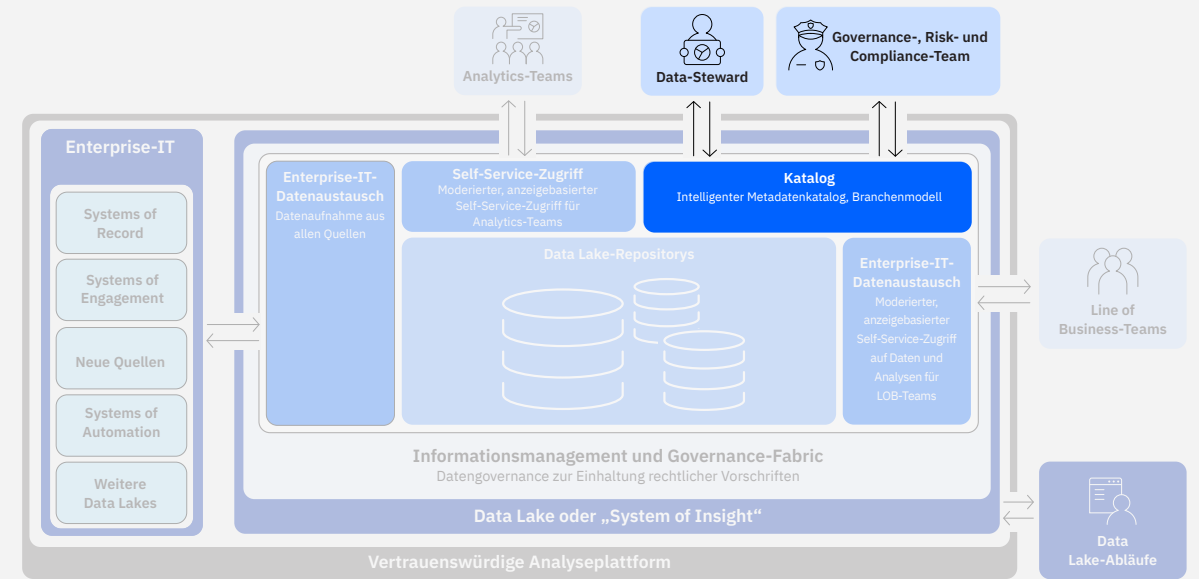 Analytics-Teams
Data-Steward
Governance-, Risk- und
Compliance-Team
Enterprise-IT
Systems of
Record
Systems of
Engagement
Neue Quellen
Systems of
Automation
Weitere
Data Lakes
Enterprise-IT-
Datenaustausch
Datenaufnahme aus
allen Quellen
Self-Service-Zugriff
Moderierter, anzeigebasierter
Self-Service-Zugriff für
Analytics-Teams
Katalog
Intelligenter Metadatenkatalog, Branchenmodell
Data Lake-Repositorys
Enterprise-IT-
Datenaustausch
Moderierter,
anzeigebasierter
Self-Service-Zugriff
auf Daten und
Analysen für
LOB-Teams
Line of
Business-Teams
Informationsmanagement und Governance-Fabric
Datengovernance zur Einhaltung rechtlicher Vorschriften
Data Lake oder „System of Insight“
Data
Lake-Abläufe
Vertrauenswürdige Analyseplattform